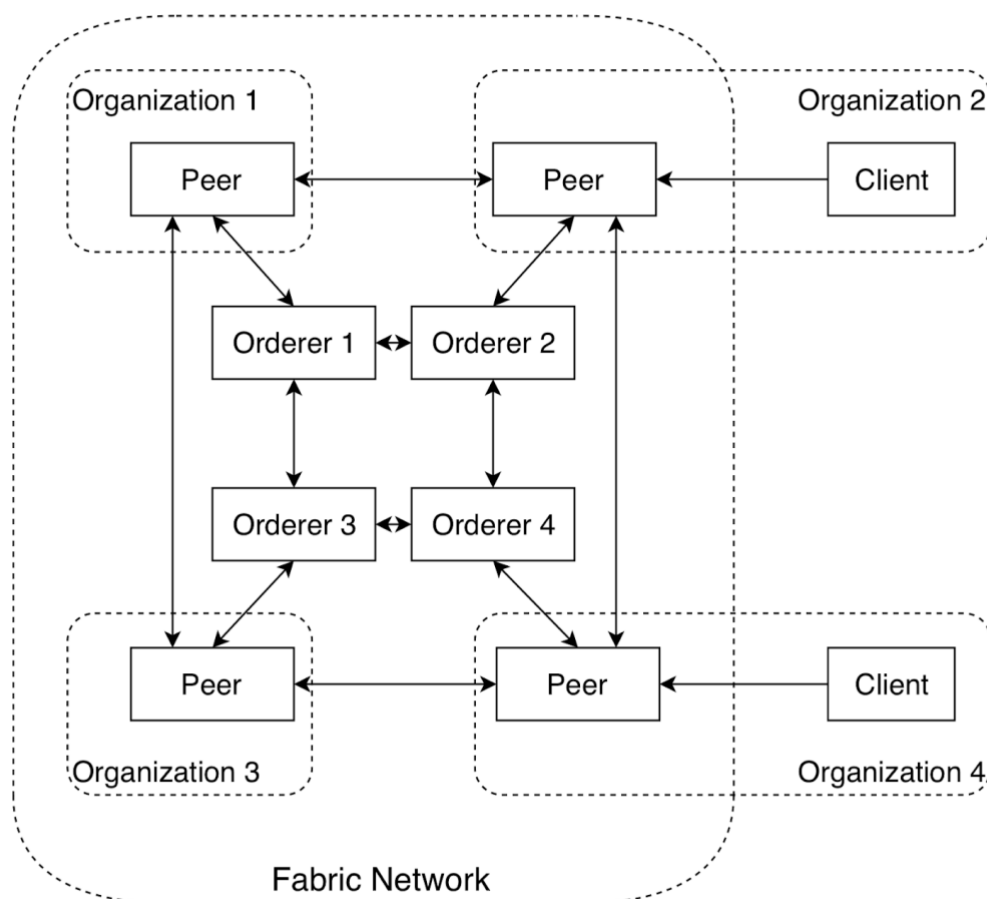 Organization 1
Organization 2
Peer
Peer
Client
Orderer 1
Orderer 2
Orderer 3
Orderer 4
Peer
Peer
Client
Organization 3
Organization 4
Fabric Network